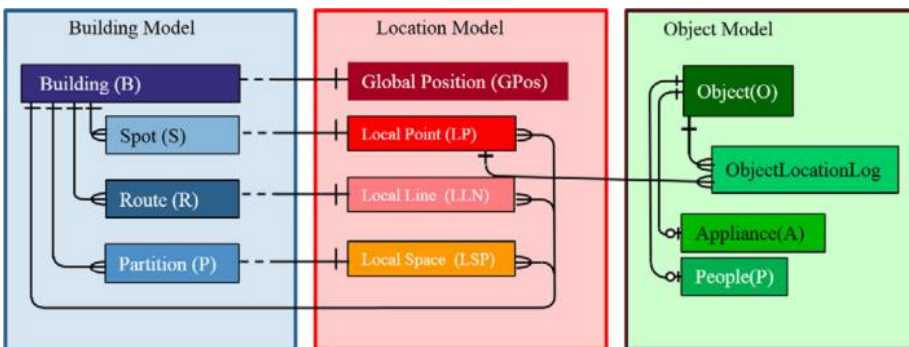 Building Model
Building (B)
Spot (S)
Route (R)
Partition (P)
Location Model
Global Position (GPos)
Local Point (LP)
Local Line  (LLN)
Local Space  (LSP)
Object Model
Object(O)
ObjectLocationLog
Appliance(A)
People(P)